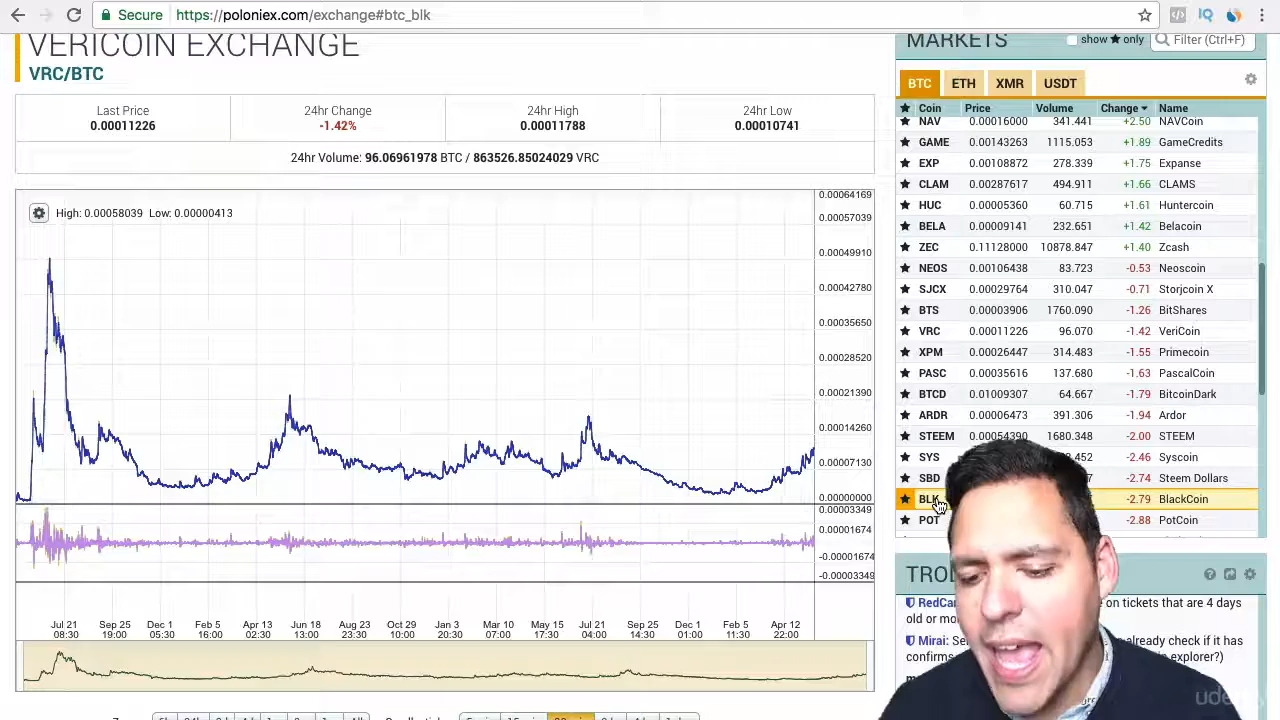 Secure https://poloniex.com/exchange#btc_blk
VERICOIN EXCHANGE
VRC/BTC
Last Price
0.00011226
24hr Change
-1.42%
24hr High
0.00011788
24hr Low
0.00010741
24hr Volume: 96.06961978 BTC / 863526.85024029 VRC
High: 0.00058039 Low: 0.00000413
0.00064169
0.00057039
0.00049910
0.00042780
0.00035650
0.00028520
0.00021390
0.00014260
0.00007130
0.00000000
0.00003349
0.00001674
-0.00001674
-0.00003349
Jul 21 Sep 25 Dec 1 Feb 5 Apr 13 Jun 18 Aug 23 Oct 29 Jan 3 Mar 10 May 15 Jul 21 Sep 25 Dec 1 Feb 5 Apr 12
08:30 19:00 05:30 16:00 02:30 13:00 23:30 10:00 20:30 07:00 17:30 04:00 14:30 01:00 11:30 22:00
MARKETS
show ★ only
Filter (Ctrl+F)
BTC ETH XMR USDT
Coin Price Volume Change Name
NAV 0.00016000 341.441 +2.50 NAVCoin
GAME 0.00143263 1115.053 +1.89 GameCredits
EXP 0.00108872 278.339 +1.75 Expanse
CLAM 0.00287617 494.911 +1.66 CLAMS
HUC 0.00005360 60.715 +1.61 Huntercoin
BELA 0.00009141 232.651 +1.42 Belacoin
ZEC 0.11128000 10878.847 +1.40 Zcash
NEOS 0.00106438 83.723 -0.53 Neoscoin
SJCX 0.00029764 310.047 -0.71 Storjcoin X
BTS 0.00003906 1760.090 -1.26 BitShares
VRC 0.00011226 96.070 -1.42 VeriCoin
XPM 0.00026447 314.483 -1.55 Primecoin
PASC 0.00035616 137.680 -1.63 PascalCoin
BTCD 0.01009307 64.667 -1.79 BitcoinDark
ARDR 0.00006473 391.306 -1.94 Ardor
STEEM 0.00054390 1680.348 -2.00 STEEM
SYS .452 -2.46 Syscoin
SBD -2.74 Steem Dollars
BLK -2.79 BlackCoin
POT -2.88 PotCoin
RedCa on tickets that are 4 days
old or mo
Mirai: Se already check if it has
confirms explorer?)
udemy